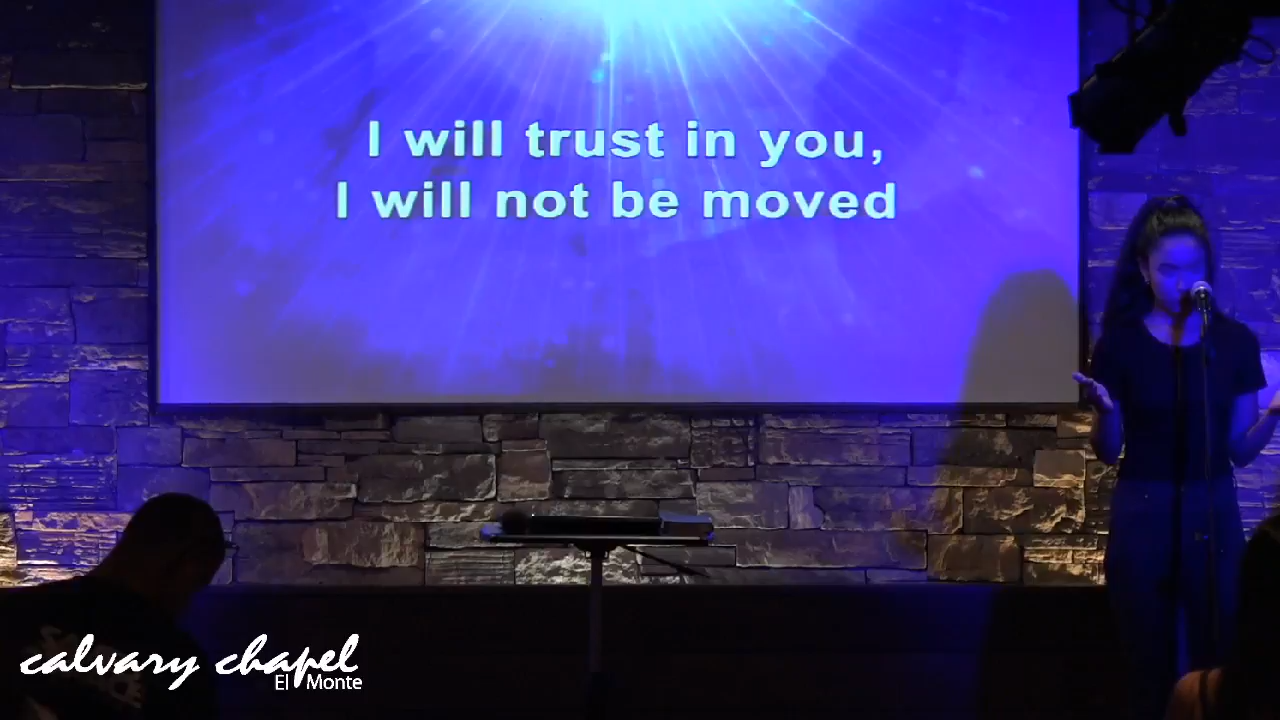 I will trust in you,
I will not be moved
calvary chapel
El Monte